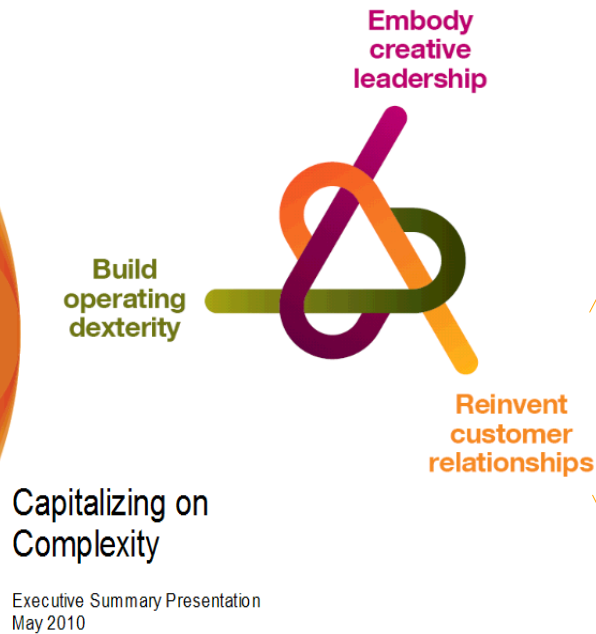 Embody
creative
leadership
Build
operating
dexterity
Reinvent
customer
relationships
Capitalizing on
Complexity
Executive Summary Presentation
May 2010